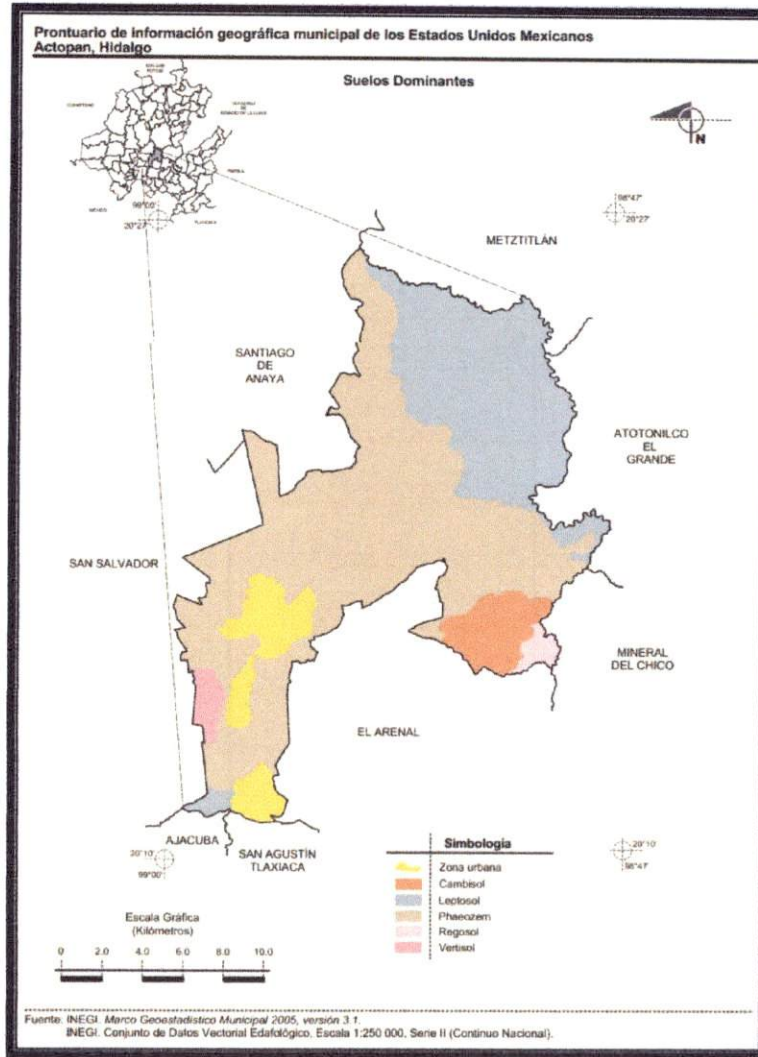 Prontuario de información geográfica municipal de los Estados Unidos Mexicanos
Actopan, Hidalgo
Suelos Dominantes
N
99°00'
20°27'
98°47'
20°27'
METZTITLÁN
SANTIAGO
DE
ANAYA
ATOTONILCO
EL
GRANDE
SAN SALVADOR
MINERAL
DEL CHICO
EL ARENAL
AJACUBA
SAN AGUSTÍN
TLAXIACA
20°10'
99°00'
20°10'
98°47'
Simbología
Zona urbana
Cambisol
Leptosol
Phaeozem
Regosol
Vertisol
Escala Gráfica
(Kilómetros)
0 2.0 4.0 6.0 8.0 10.0
Fuente: INEGI. Marco Geoestadístico Municipal 2005, versión 3.1.
INEGI. Conjunto de Datos Vectorial Edafológico, Escala 1:250 000, Serie II (Continuo Nacional).